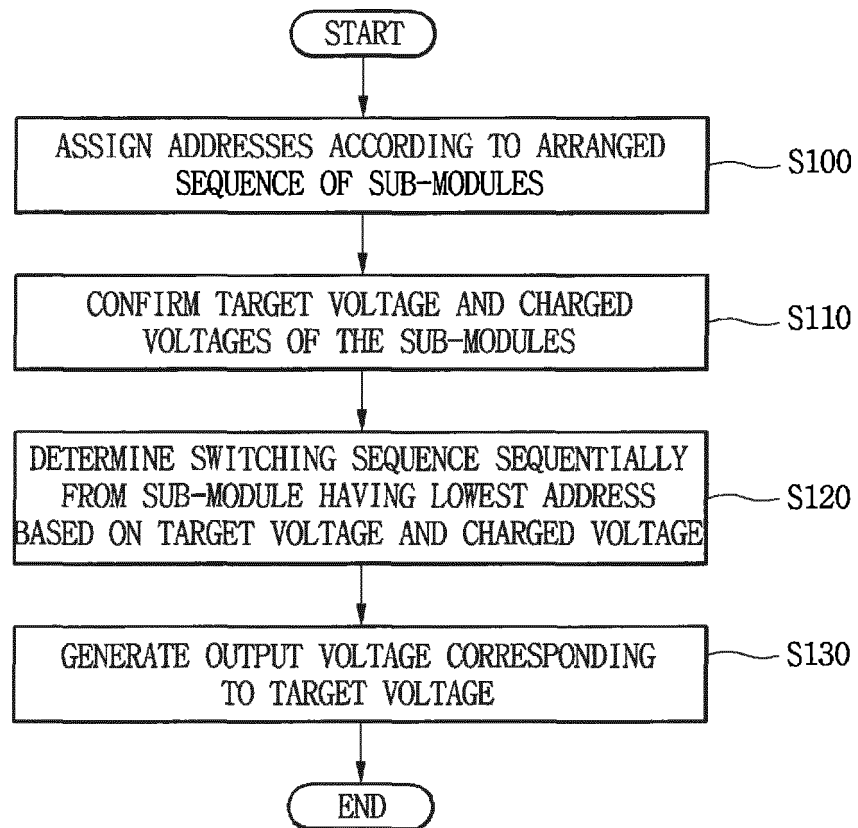 START
ASSIGN ADDRESSES ACCORDING TO ARRANGED
SEQUENCE OF SUB-MODULES
S100
CONFIRM TARGET VOLTAGE AND CHARGED
VOLTAGES OF THE SUB-MODULES
S110
DETERMINE SWITCHING SEQUENCE SEQUENTIALLY
FROM SUB-MODULE HAVING LOWEST ADDRESS
BASED ON TARGET VOLTAGE AND CHARGED VOLTAGE
S120
GENERATE OUTPUT VOLTAGE CORRESPONDING
TO TARGET VOLTAGE
S130
END